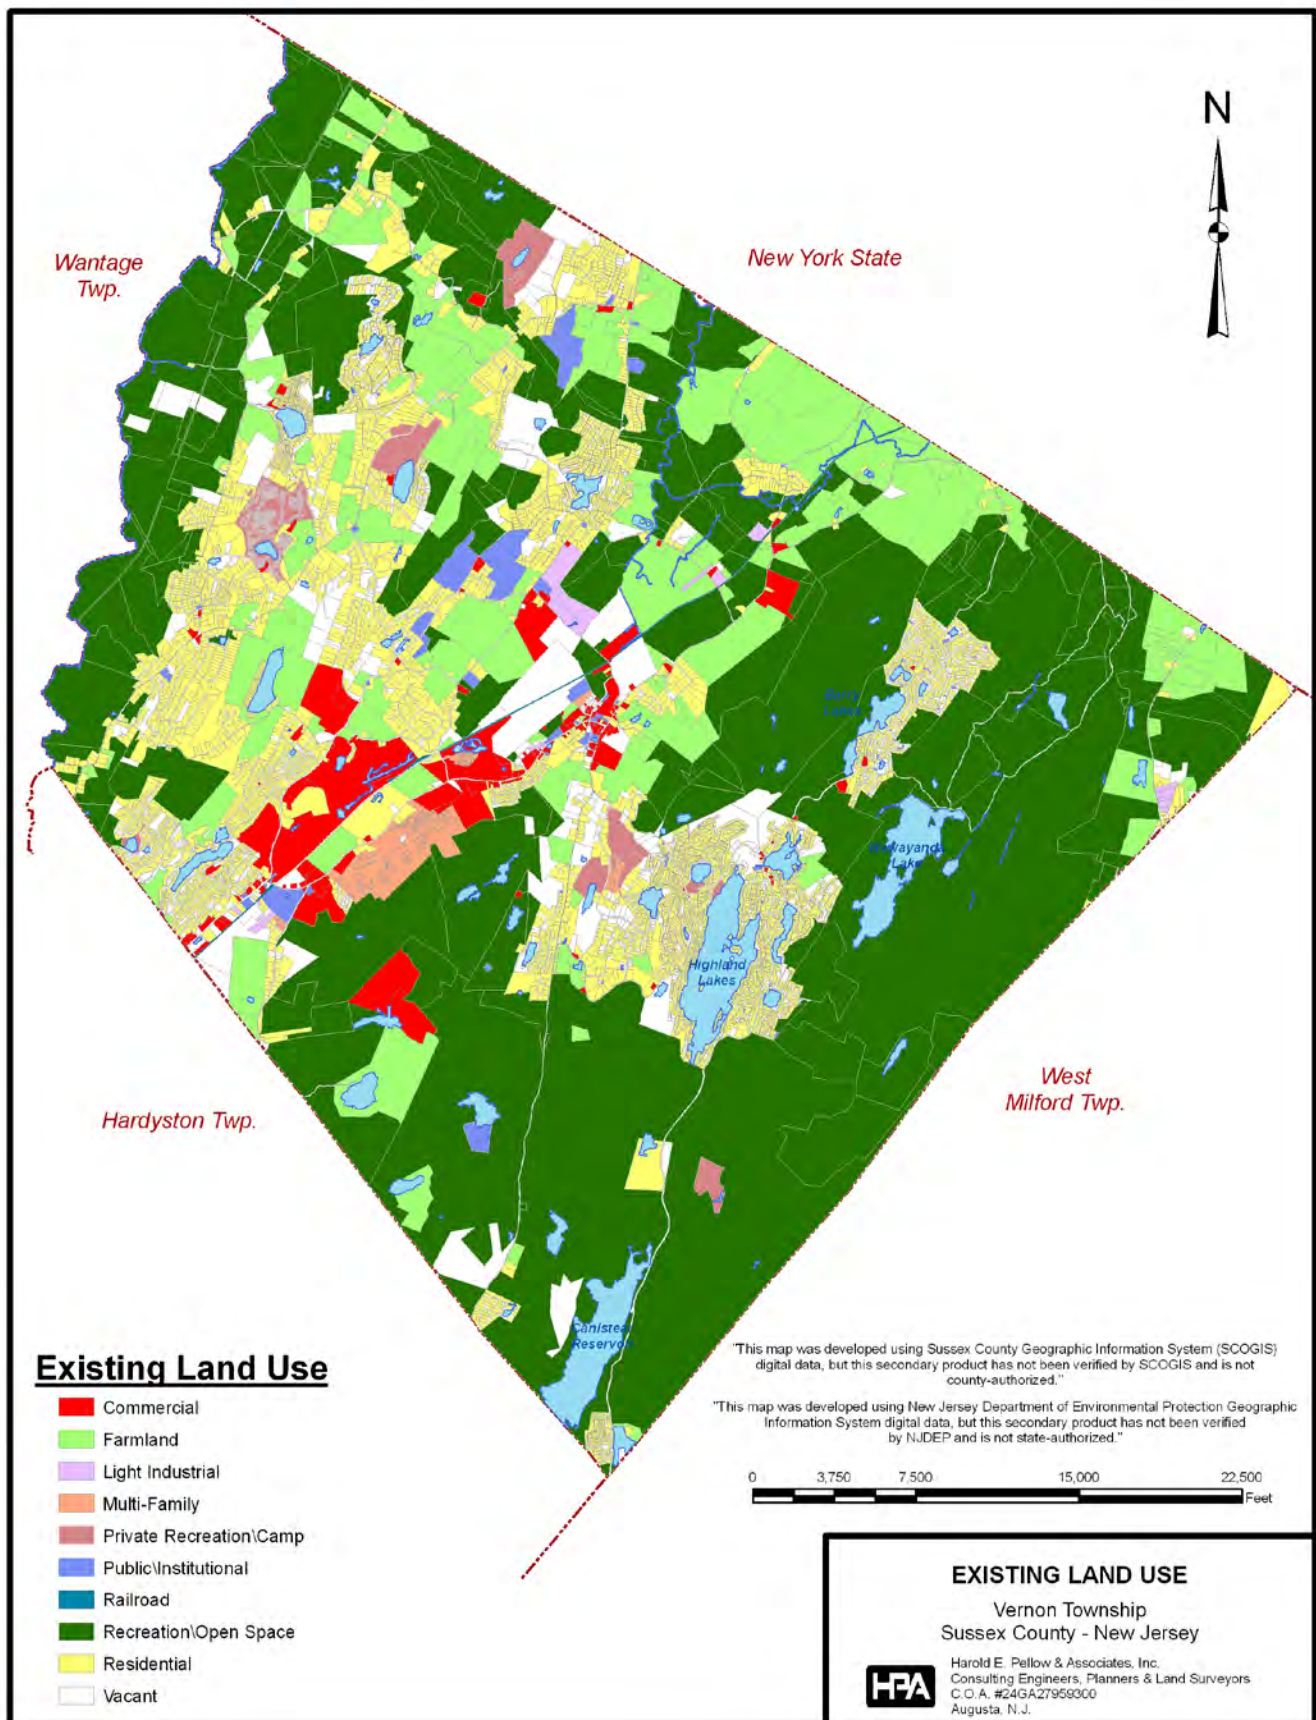 N
Wantage
Twp.
New York State
Barry
Lakes
Wawayanda
Lake
Highland
Lakes
West
Milford Twp.
Hardyston Twp.
Canistear
Reservoir
Existing Land Use
Commercial
Farmland
Light Industrial
Multi-Family
Private Recreation\Camp
Public\Institutional
Railroad
Recreation\Open Space
Residential
Vacant
"This map was developed using Sussex County Geographic Information System (SCOGIS)
digital data, but this secondary product has not been verified by SCOGIS and is not
county-authorized."
"This map was developed using New Jersey Department of Environmental Protection Geographic
Information System digital data, but this secondary product has not been verified
by NJDEP and is not state-authorized."
0 3,750 7,500 15,000 22,500
Feet
EXISTING LAND USE
Vernon Township
Sussex County - New Jersey
HPA
Harold E. Pellow & Associates, Inc.
Consulting Engineers, Planners & Land Surveyors
C.O.A. #24GA27959300
Augusta, N.J.